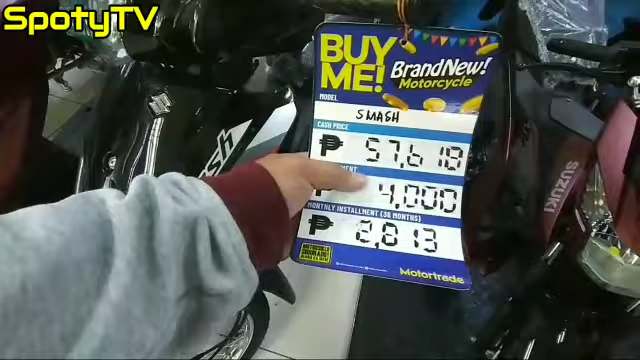 SpotyTV
BUY
ME!
BrandNew!
Motorcycle
MODEL
SMASH
CASH PRICE
₱ 57,618
MENT
4,000
MONTHLY INSTALLMENT (36 MONTHS)
₱ 2,813
Motortrade
SUZUKI